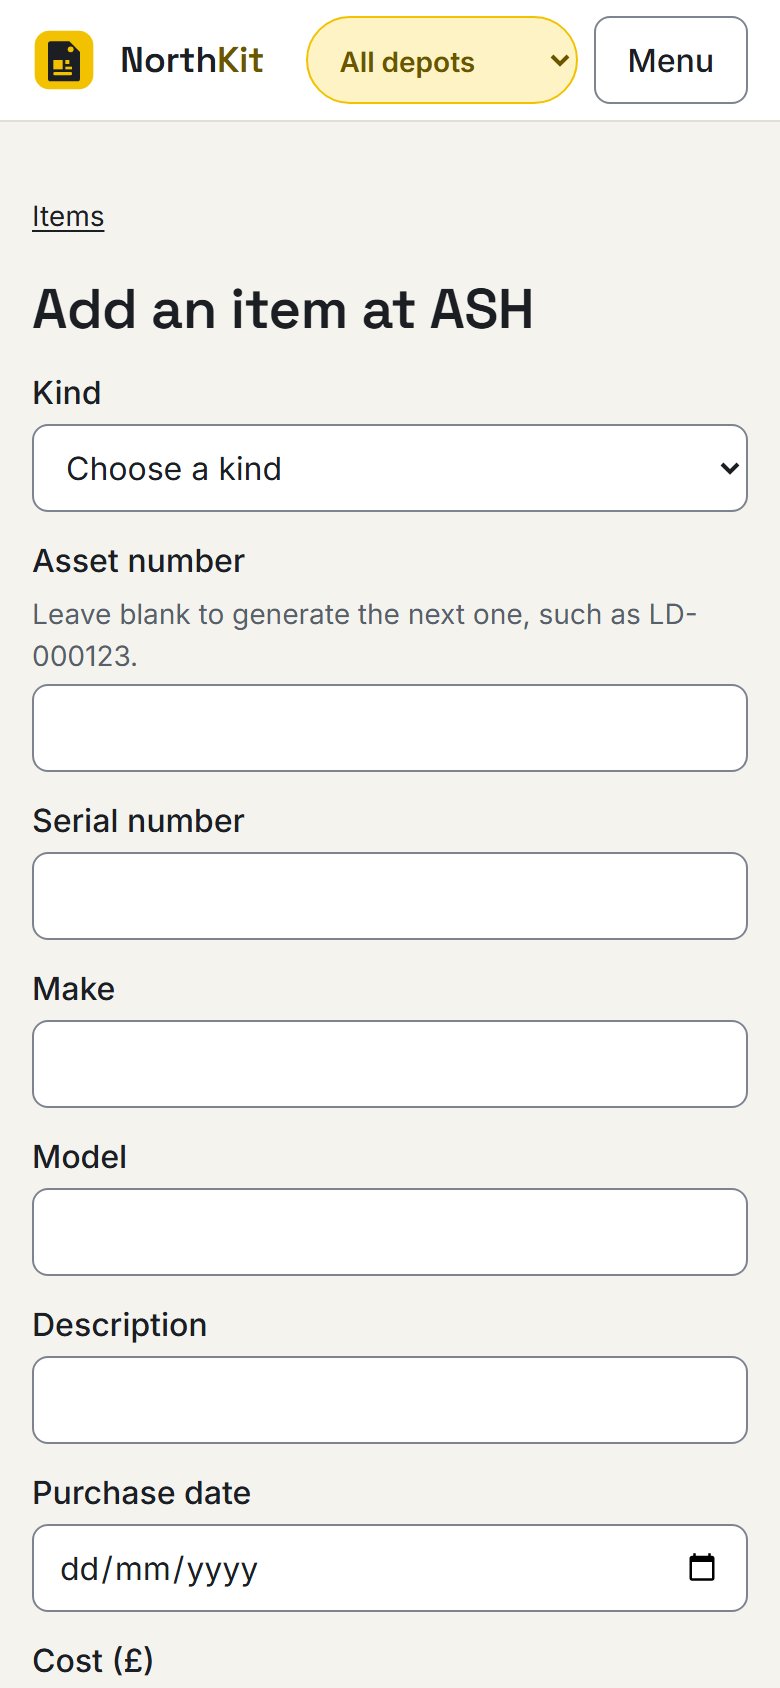 NorthKit
All depots
Menu
Items
Add an item at ASH
Kind
Choose a kind
Asset number
Leave blank to generate the next one, such as LD-
000123.
Serial number
Make
Model
Description
Purchase date
dd/mm/yyyy
Cost (£)